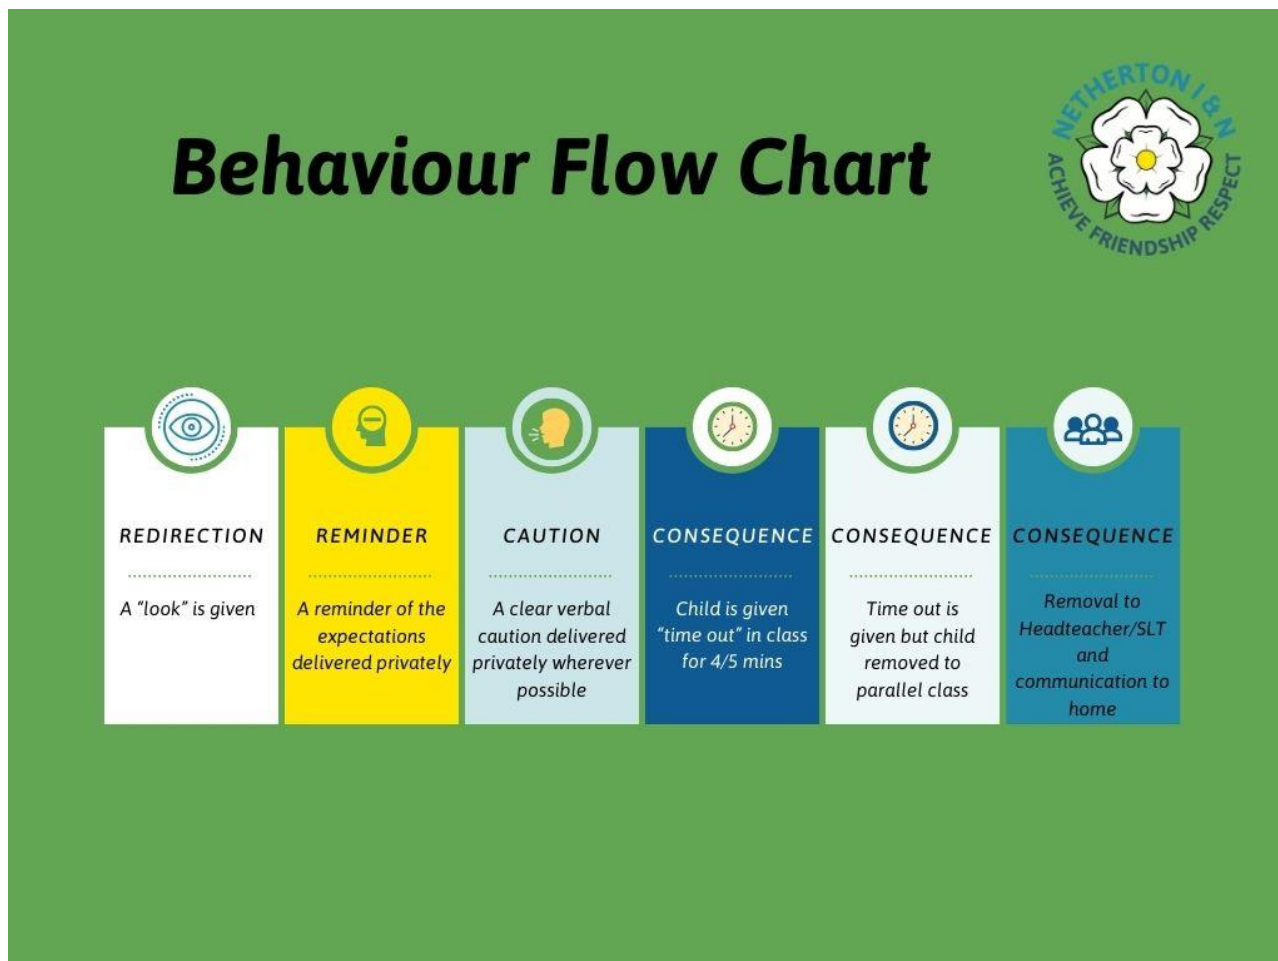 Behaviour Flow Chart
NETHERTON I & N
ACHIEVE FRIENDSHIP RESPECT
REDIRECTION
A “look” is given
REMINDER
A reminder of the
expectations
delivered privately
CAUTION
A clear verbal
caution delivered
privately wherever
possible
CONSEQUENCE
Child is given
“time out” in class
for 4/5 mins
CONSEQUENCE
Time out is
given but child
removed to
parallel class
CONSEQUENCE
Removal to
Headteacher/SLT
and
communication to
home